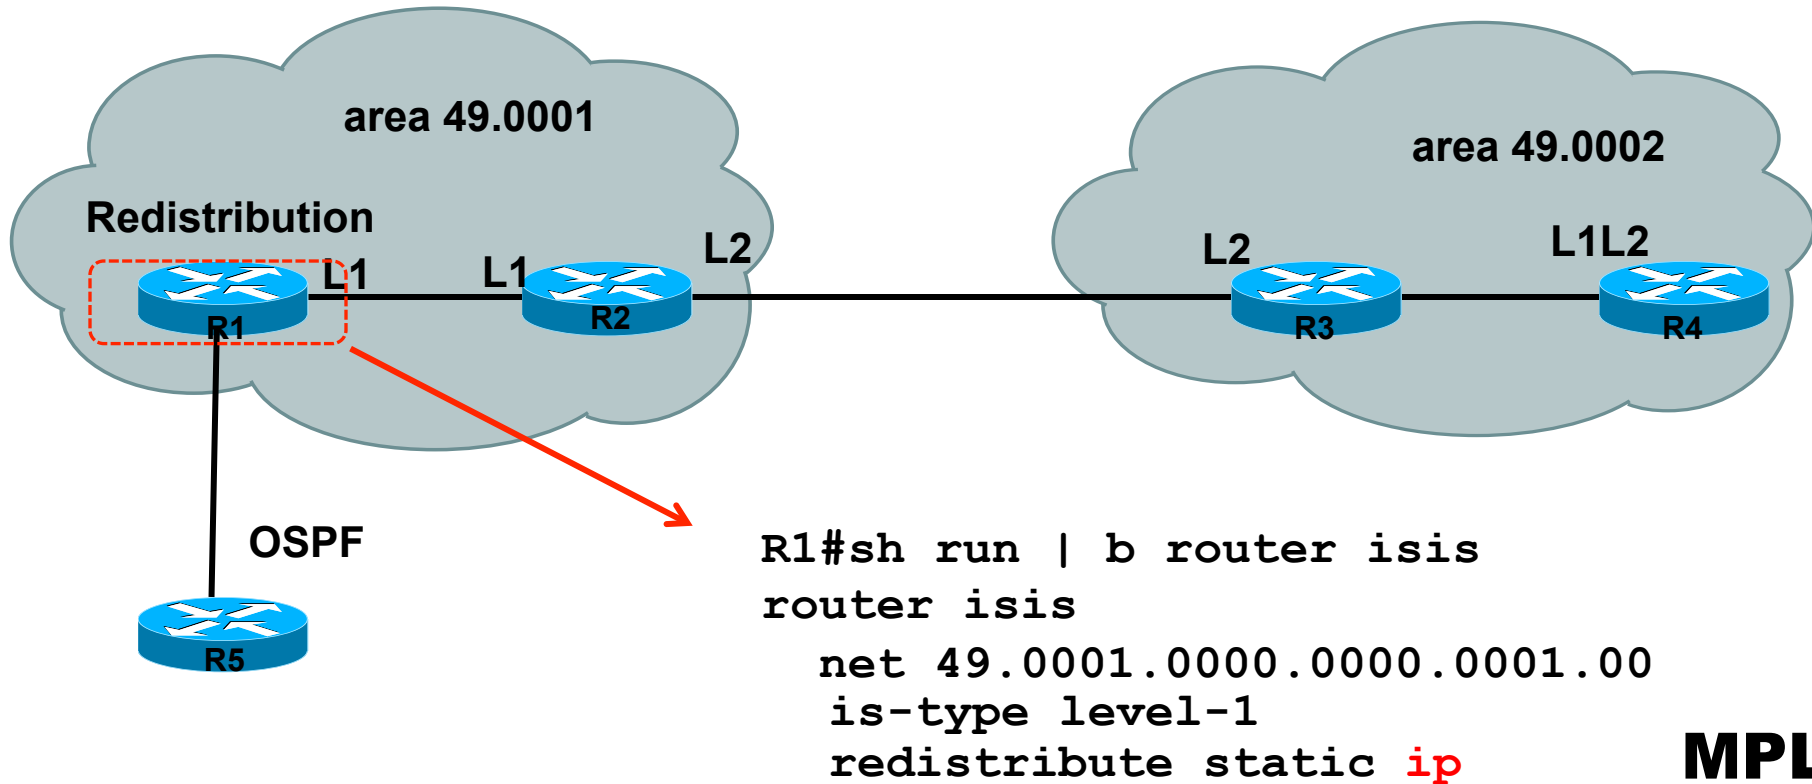 area 49.0001
area 49.0002
Redistribution
L1
L1
L2
L2
L1L2
R1
R2
R3
R4
OSPF
R5
R1#sh run | b router isis
router isis
net 49.0001.0000.0000.0001.00
is-type level-1
redistribute static ip
MPL